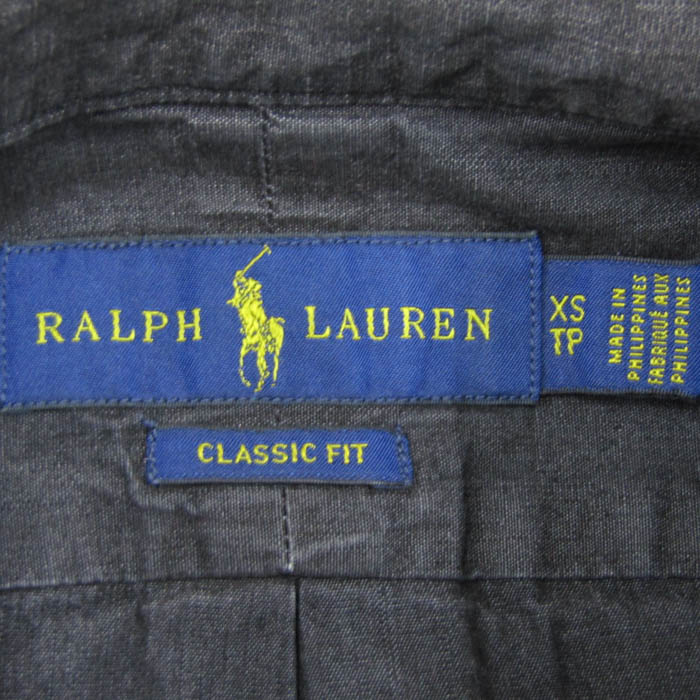 RALPH LAUREN
XS
TP
MADE IN
PHILIPPINES
FABRIQUÉ AUX
PHILIPPINES
CLASSIC FIT